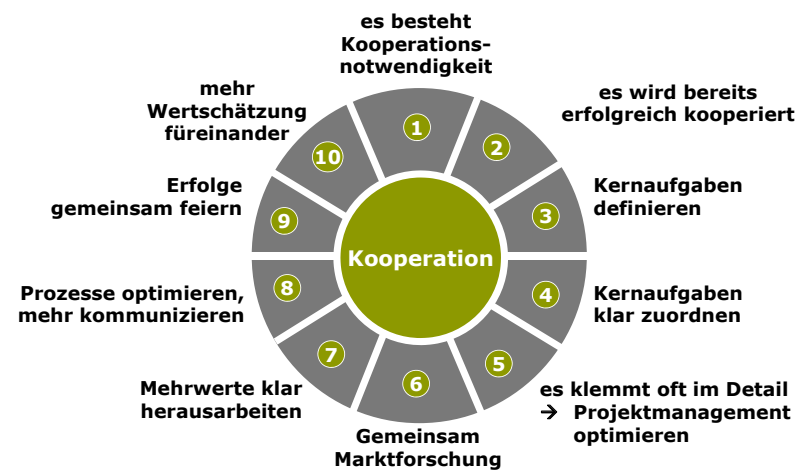 es besteht
Kooperations-
notwendigkeit
1
es wird bereits
erfolgreich kooperiert
2
Kernaufgaben
definieren
3
Kernaufgaben
klar zuordnen
4
es klemmt oft im Detail
→ Projektmanagement
optimieren
5
Gemeinsam
Marktforschung
6
Mehrwerte klar
herausarbeiten
7
Prozesse optimieren,
mehr kommunizieren
8
Erfolge
gemeinsam feiern
9
mehr
Wertschätzung
füreinander
10
Kooperation